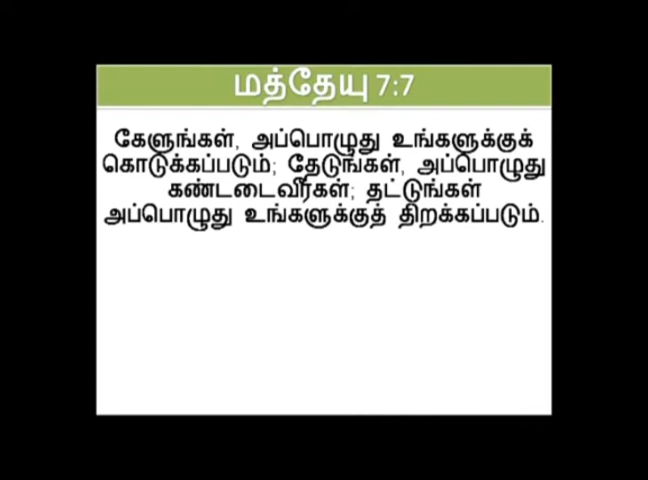 மத்தேயு 7:7
கேளுங்கள், அப்பொழுது உங்களுக்குக்
கொடுக்கப்படும்; தேடுங்கள், அப்பொழுது
கண்டடைவீர்கள்; தட்டுங்கள்
அப்பொழுது உங்களுக்குத் திறக்கப்படும்.